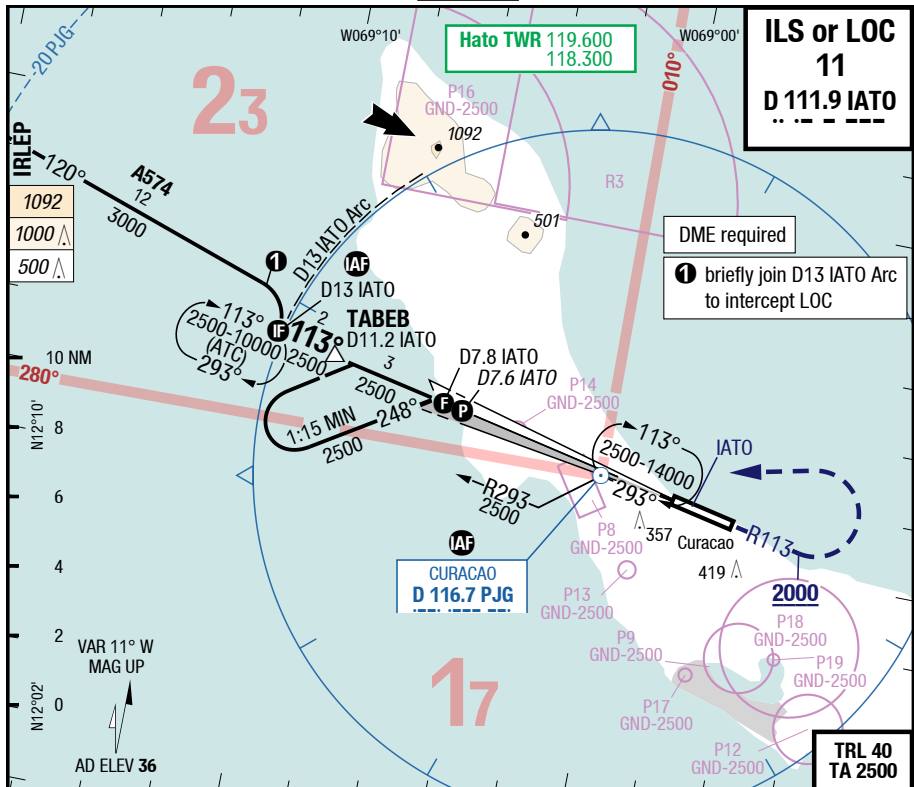 20 PJG
W069°10'
W069°00'
Hato TWR 119.600
118.300
ILS or LOC
11
D 111.9 IATO
23
P16
GND-2500
010°
1092
R3
501
IRLEP
120°
A574
12
3000
1092
1000
500
DME required
1 briefly join D13 IATO Arc
to intercept LOC
D13 IATO Arc
1
IAF
D13 IATO
IF
2
TABEB
D11.2 IATO
113°
113°
2500-10000
(ATC)
293°
2500
3
2500
D7.8 IATO
D7.6 IATO
F
P
P14
GND-2500
10 NM
280°
N12°10'
8
6
4
2
0
N12°02'
1:15 MIN
2500
248°
113°
2500-14000
293°
IATO
R293
2500
IAF
CURACAO
D 116.7 PJG
P8
GND-2500
357
Curacao
419
R113
2000
P13
GND-2500
P18
GND-2500
P9
GND-2500
P19
GND-2500
P17
GND-2500
P12
GND-2500
17
VAR 11° W
MAG UP
AD ELEV 36
TRL 40
TA 2500